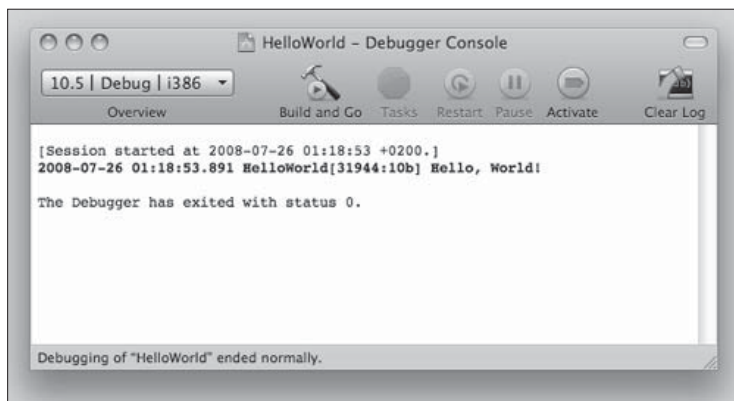 HelloWorld – Debugger Console
10.5 | Debug | i386
Overview
Build and Go
Tasks
Restart
Pause
Activate
Clear Log
[Session started at 2008-07-26 01:18:53 +0200.]
2008-07-26 01:18:53.891 HelloWorld[31944:10b] Hello, World!
The Debugger has exited with status 0.
Debugging of “HelloWorld” ended normally.